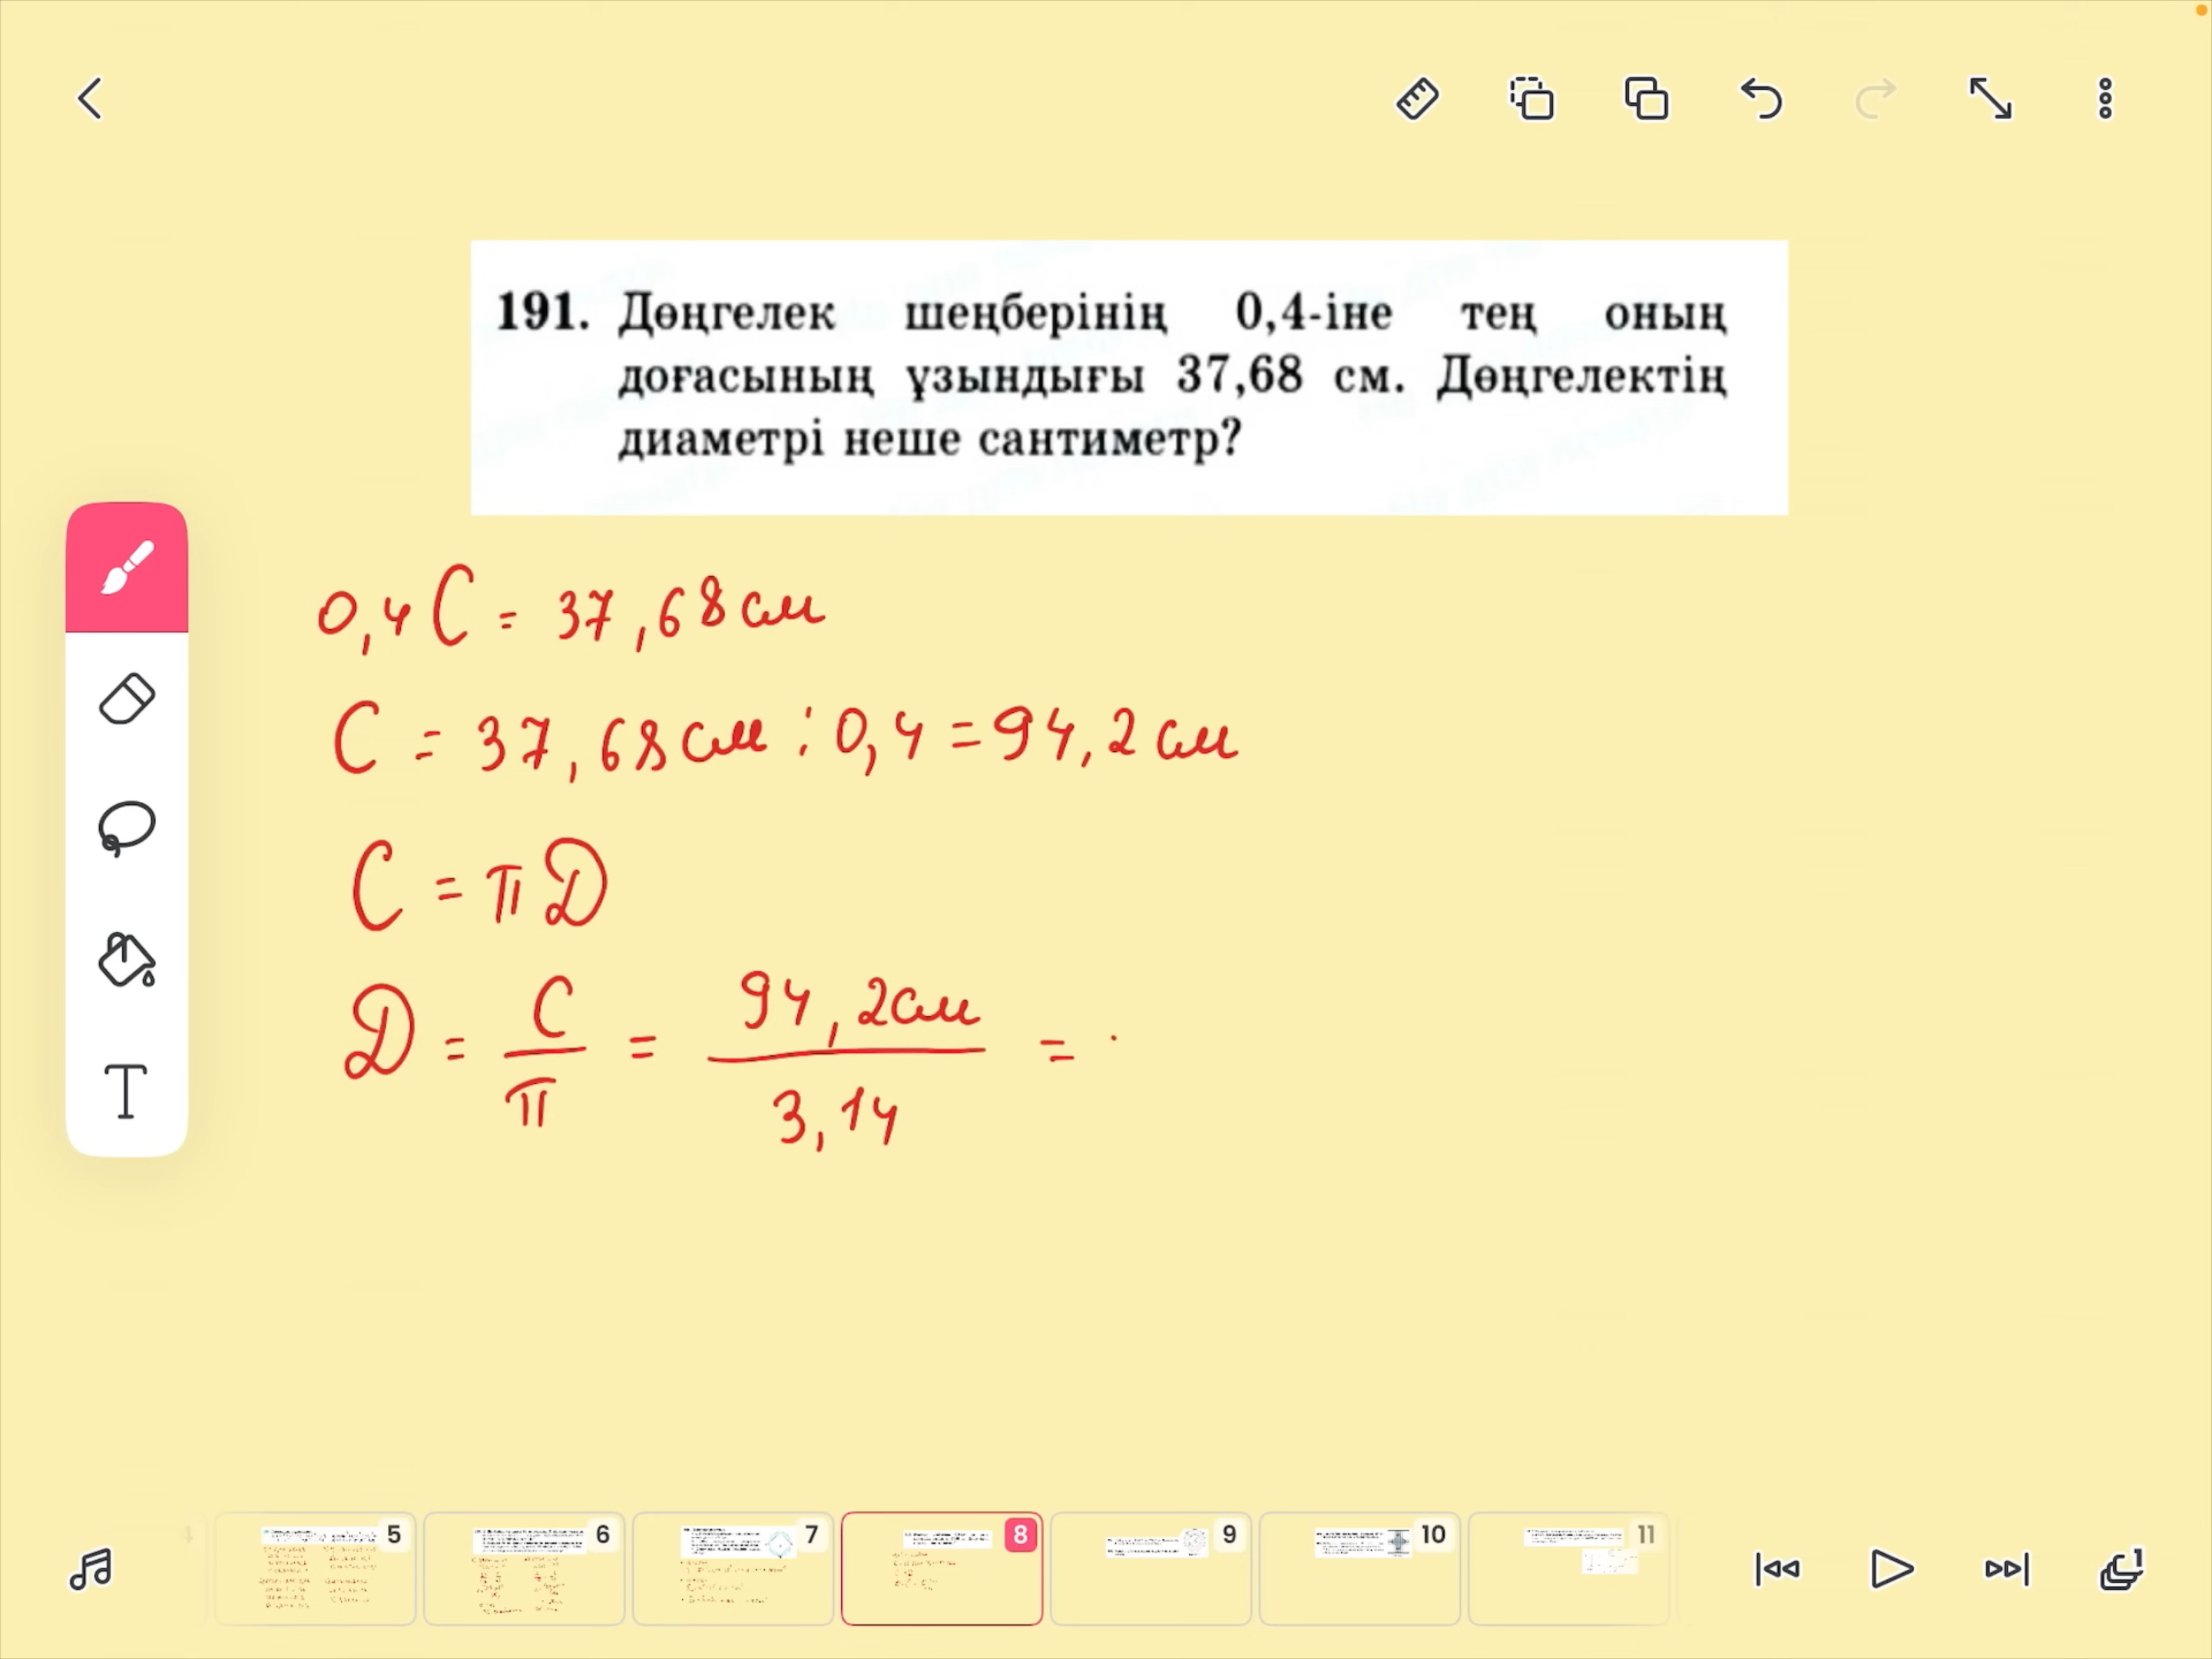 191. Дөңгелек шеңберінің 0,4-іне тең оның
доғасының ұзындығы 37,68 см. Дөңгелектің
диаметрі неше сантиметр?
0,4 C = 37,68 см
C = 37,68 см : 0,4 = 94,2 см
C = π D
D = C/π = 94,2 см/3,14 =
T
5 6 7 8 9 10 11
1